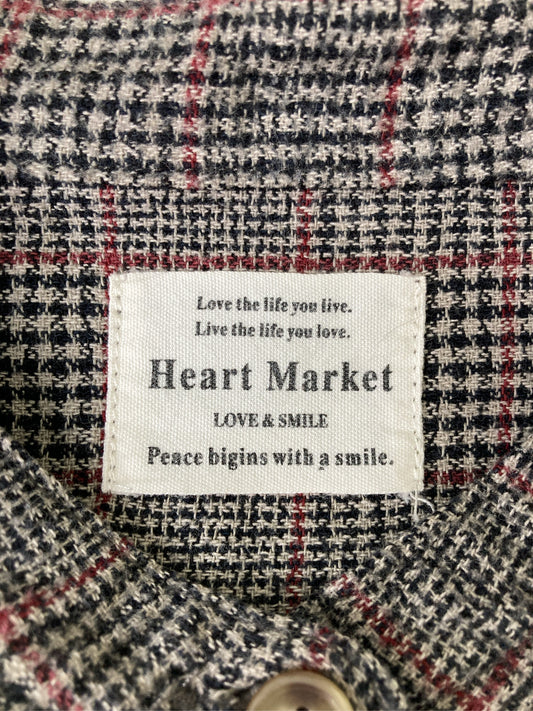 Love the life you live.
Live the life you love.
Heart Market
LOVE & SMILE
Peace bigins with a smile.